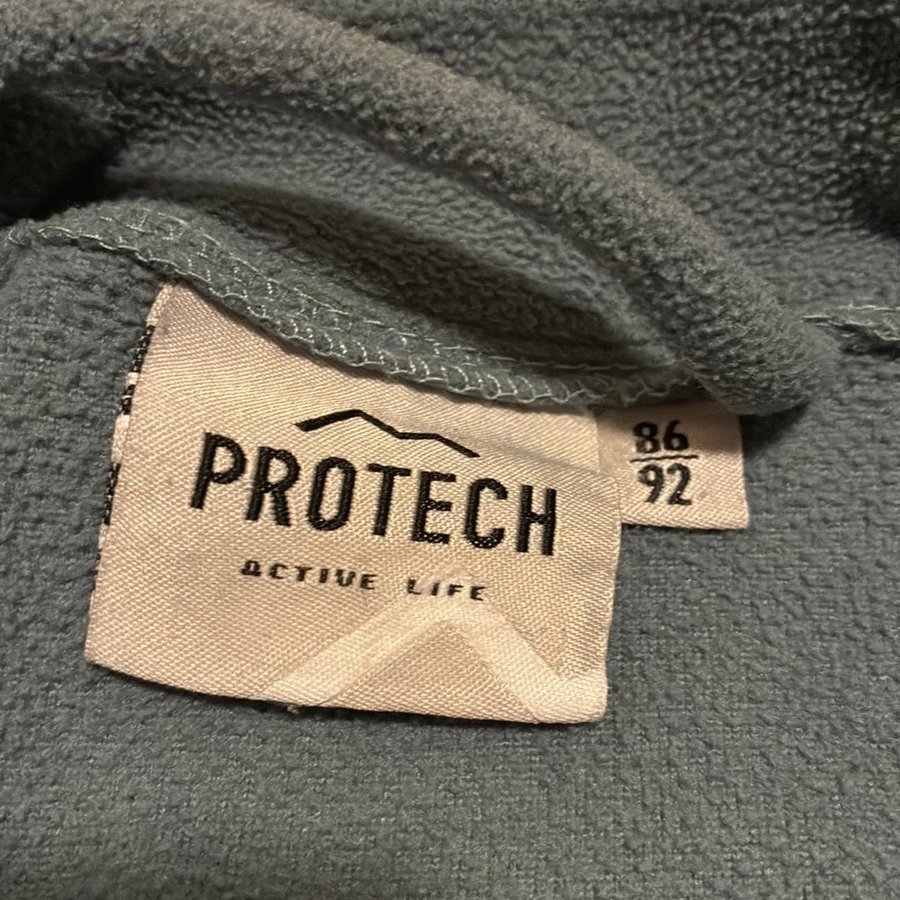 PROTECH
ACTIVE LIFE
86
92